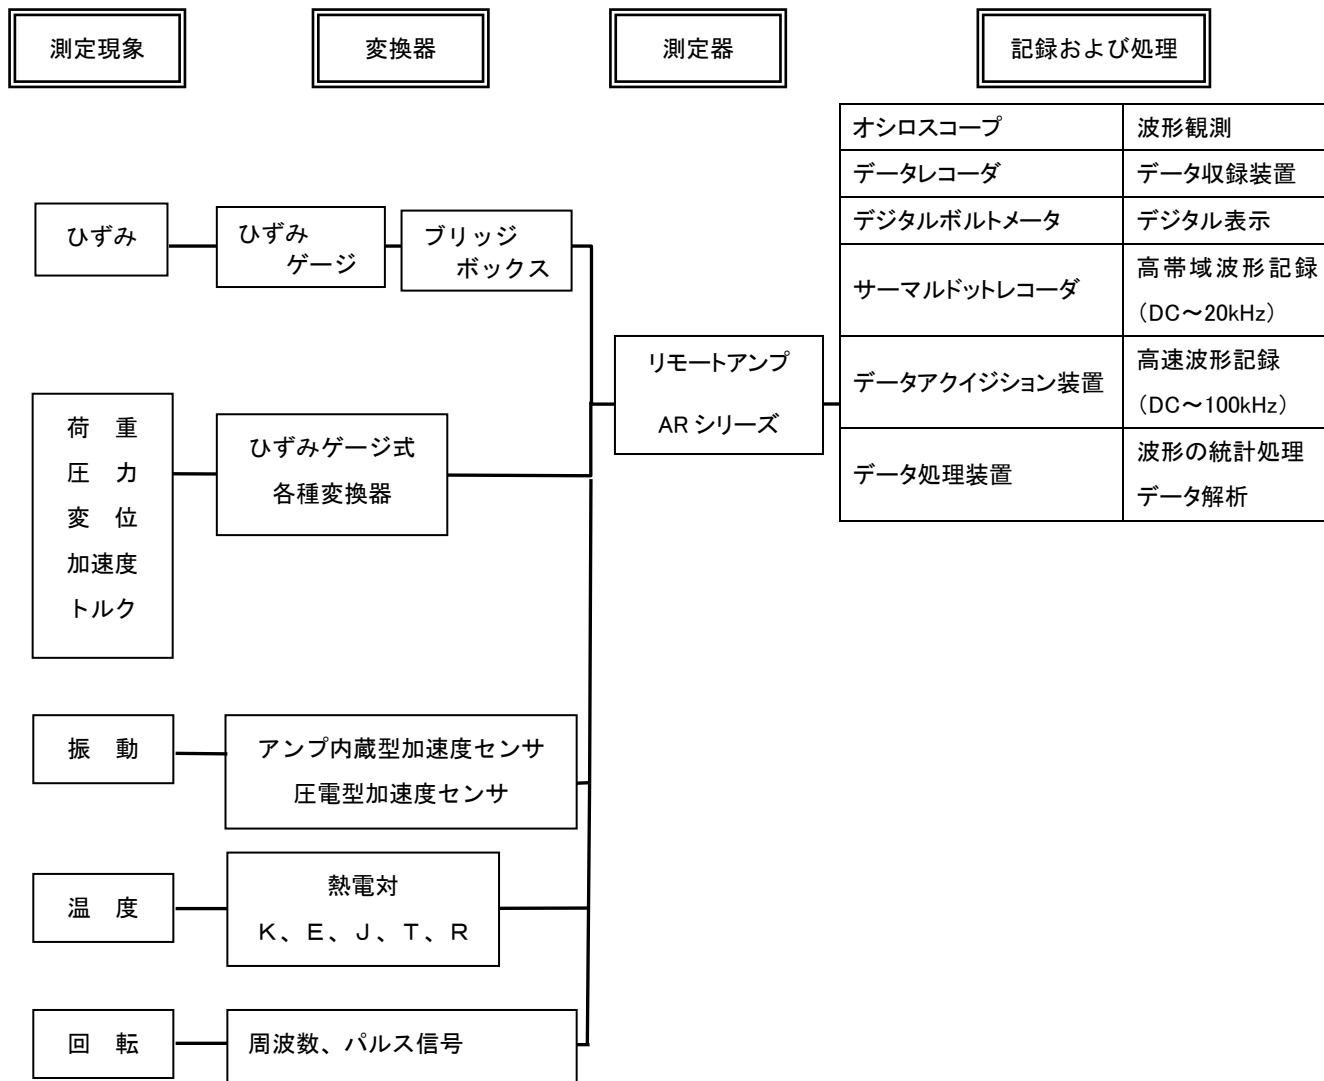 測定現象
変換器
測定器
記録および処理
オシロスコープ 波形観測
データレコーダ データ収録装置
デジタルボルトメータ デジタル表示
サーマルドットレコーダ 高帯域波形記録
(DC～20kHz)
データアクイジション装置 高速波形記録
(DC～100kHz)
データ処理装置 波形の統計処理
データ解析
ひずみ
ひずみ
ゲージ
ブリッジ
ボックス
リモートアンプ
AR シリーズ
荷　重
圧　力
変　位
加速度
トルク
ひずみゲージ式
各種変換器
振　動
アンプ内蔵型加速度センサ
圧電型加速度センサ
温　度
熱電対
Ｋ、Ｅ、Ｊ、Ｔ、Ｒ
回　転
周波数、パルス信号